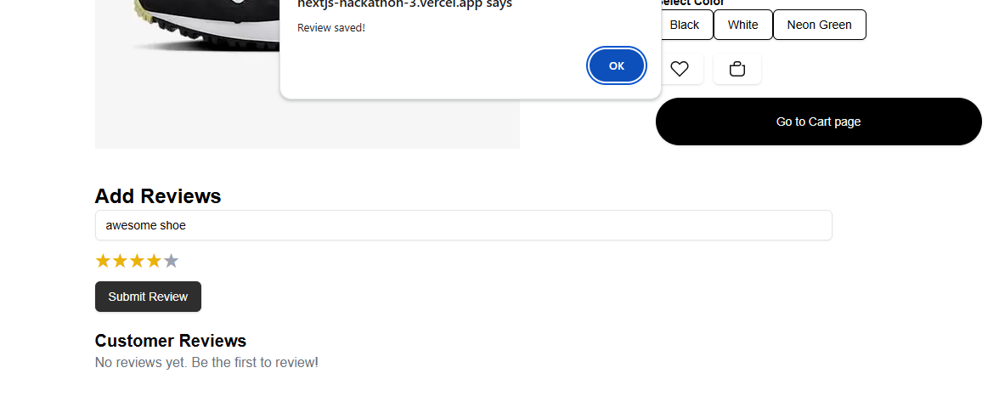 nextjs-hackathon-3.vercel.app says
Review saved!
OK
Select Color
Black
White
Neon Green
Go to Cart page
Add Reviews
awesome shoe
Submit Review
Customer Reviews
No reviews yet. Be the first to review!